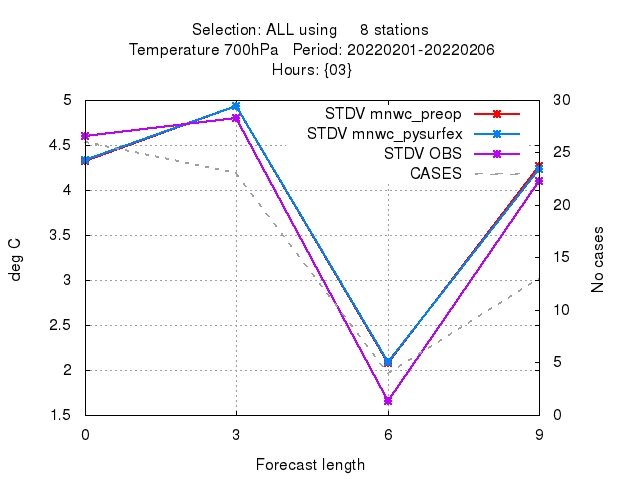 Selection: ALL using 8 stations
Temperature 700hPa Period: 20220201-20220206
Hours: {03}
STDV mnwc_preop
STDV mnwc_pysurfex
STDV OBS
CASES
5
4.5
4
3.5
3
2.5
2
1.5
30
25
20
15
10
5
0
deg C
No cases
0 3 6 9
Forecast length